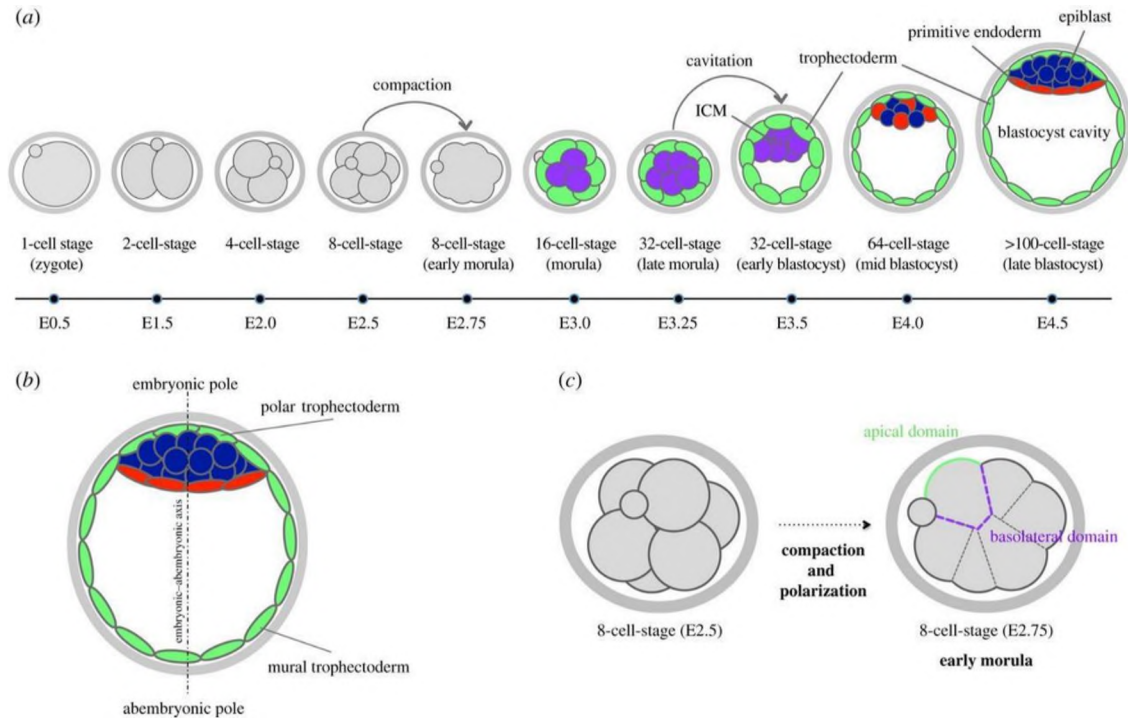 (a)
compaction
cavitation
ICM
trophectoderm
primitive endoderm
epiblast
blastocyst cavity
1-cell stage
(zygote)
2-cell-stage
4-cell-stage
8-cell-stage
8-cell-stage
(early morula)
16-cell-stage
(morula)
32-cell-stage
(late morula)
32-cell-stage
(early blastocyst)
64-cell-stage
(mid blastocyst)
>100-cell-stage
(late blastocyst)
E0.5
E1.5
E2.0
E2.5
E2.75
E3.0
E3.25
E3.5
E4.0
E4.5
(b)
embryonic pole
polar trophectoderm
embryonic–abembryonic axis
mural trophectoderm
abembryonic pole
(c)
8-cell-stage (E2.5)
compaction
and
polarization
apical domain
basolateral domain
8-cell-stage (E2.75)
early morula